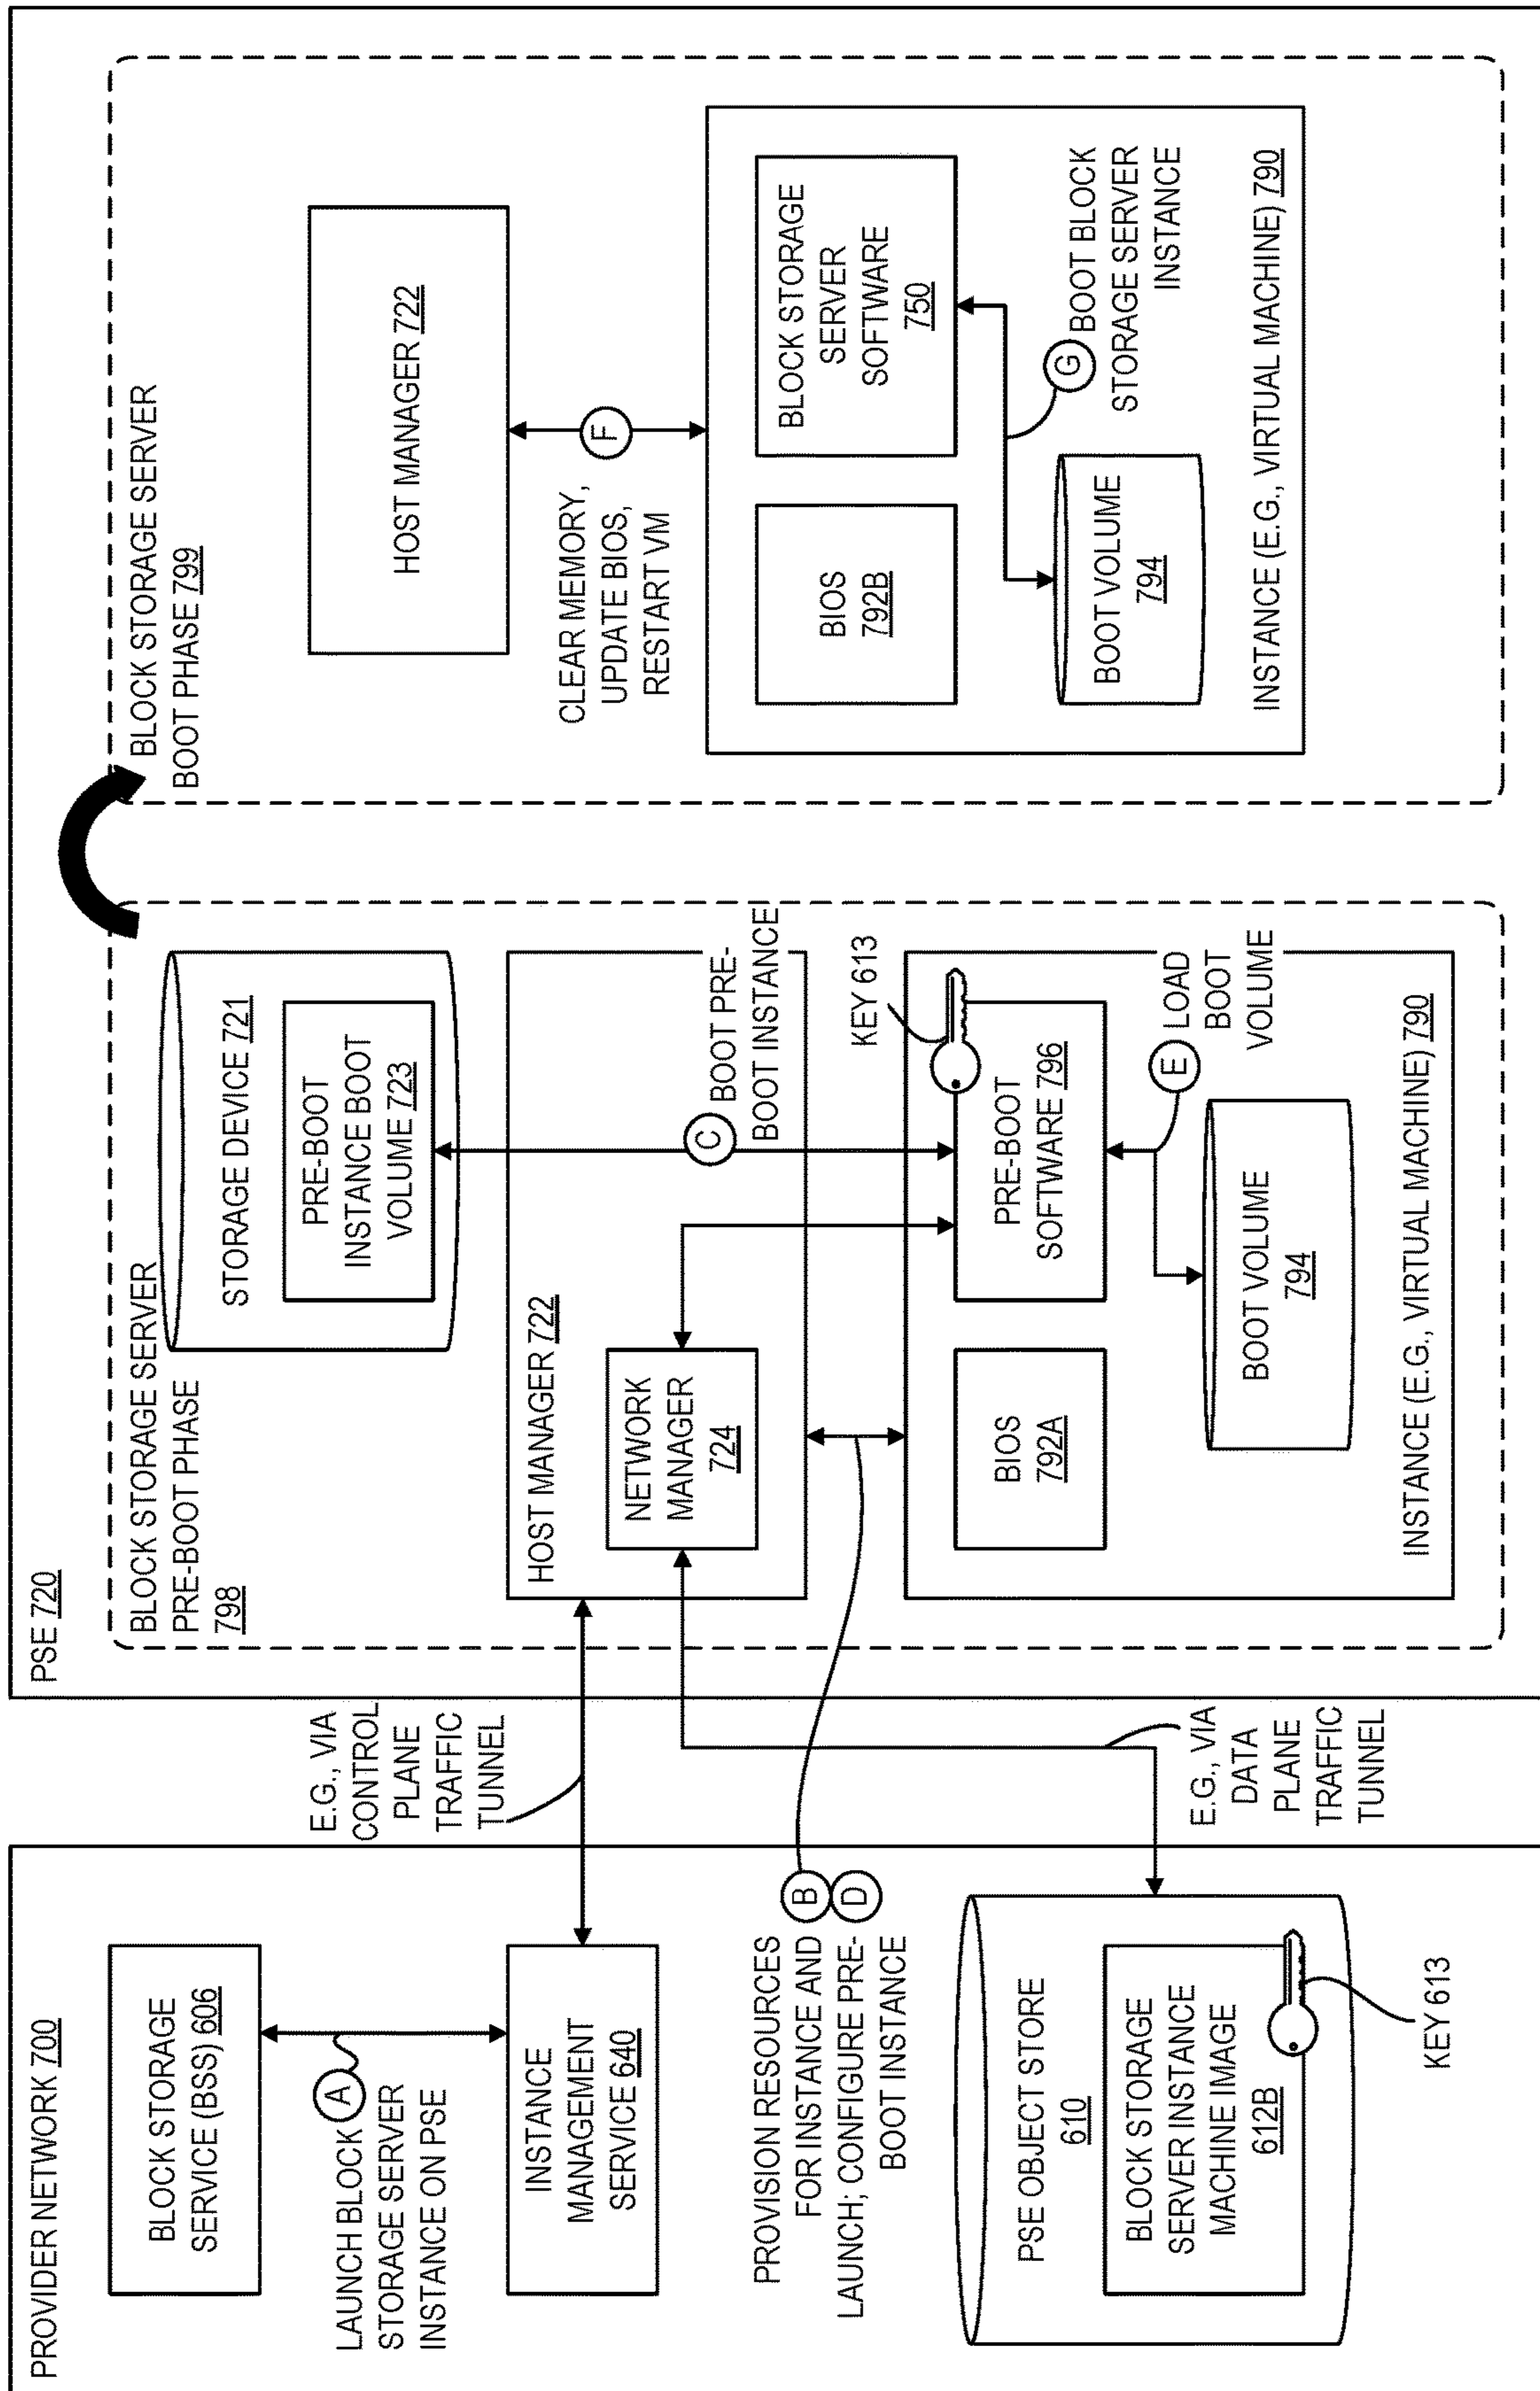 PROVIDER NETWORK 700
BLOCK STORAGE
SERVICE (BSS) 606
A
LAUNCH BLOCK
STORAGE SERVER
INSTANCE ON PSE
INSTANCE
MANAGEMENT
SERVICE 640
PROVISION RESOURCES
FOR INSTANCE AND
LAUNCH; CONFIGURE PRE-
BOOT INSTANCE
B
D
PSE OBJECT STORE
610
BLOCK STORAGE
SERVER INSTANCE
MACHINE IMAGE
612B
KEY 613
E.G., VIA
CONTROL
PLANE
TRAFFIC
TUNNEL
E.G., VIA
DATA
PLANE
TRAFFIC
TUNNEL
PSE 720
BLOCK STORAGE SERVER
PRE-BOOT PHASE
798
STORAGE DEVICE 721
PRE-BOOT
INSTANCE BOOT
VOLUME 723
HOST MANAGER 722
NETWORK
MANAGER
724
C
BOOT PRE-
BOOT INSTANCE
KEY 613
BIOS
792A
PRE-BOOT
SOFTWARE 796
E
LOAD
BOOT
VOLUME
BOOT VOLUME
794
INSTANCE (E.G., VIRTUAL MACHINE) 790
BLOCK STORAGE SERVER
BOOT PHASE 799
HOST MANAGER 722
F
CLEAR MEMORY,
UPDATE BIOS,
RESTART VM
BIOS
792B
BLOCK STORAGE
SERVER
SOFTWARE
750
G
BOOT BLOCK
STORAGE SERVER
INSTANCE
BOOT VOLUME
794
INSTANCE (E.G., VIRTUAL MACHINE) 790